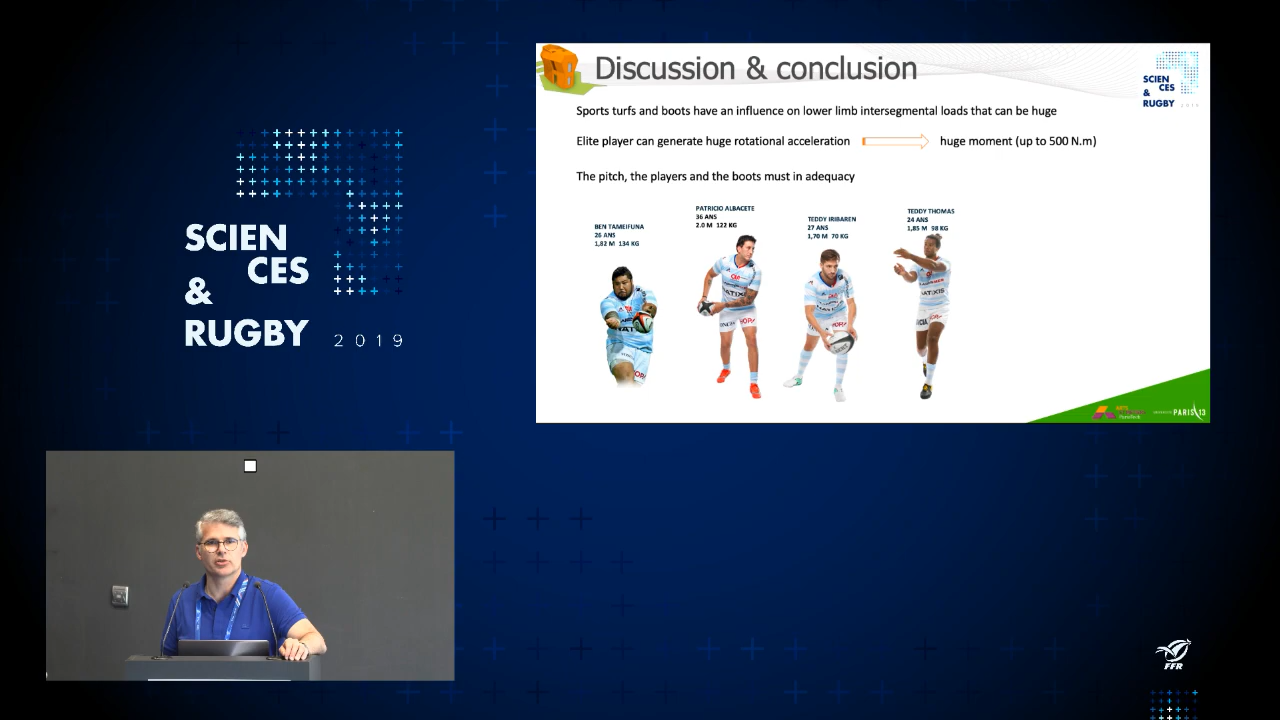 SCIEN
CES
&
RUGBY 2019
Discussion & conclusion
SCIEN
CES
&
RUGBY 2019
Sports turfs and boots have an influence on lower limb intersegmental loads that can be huge
Elite player can generate huge rotational acceleration huge moment (up to 500 N.m)
The pitch, the players and the boots must in adequacy
BEN TAMEIFUNA
26 ANS
1,82 M 134 KG
PATRICIO ALBACETE
36 ANS
2.0 M 122 KG
TEDDY IRIBAREN
27 ANS
1,70 M 70 KG
TEDDY THOMAS
24 ANS
1,85 M 98 KG
ParisTech
PARIS 13
FFR